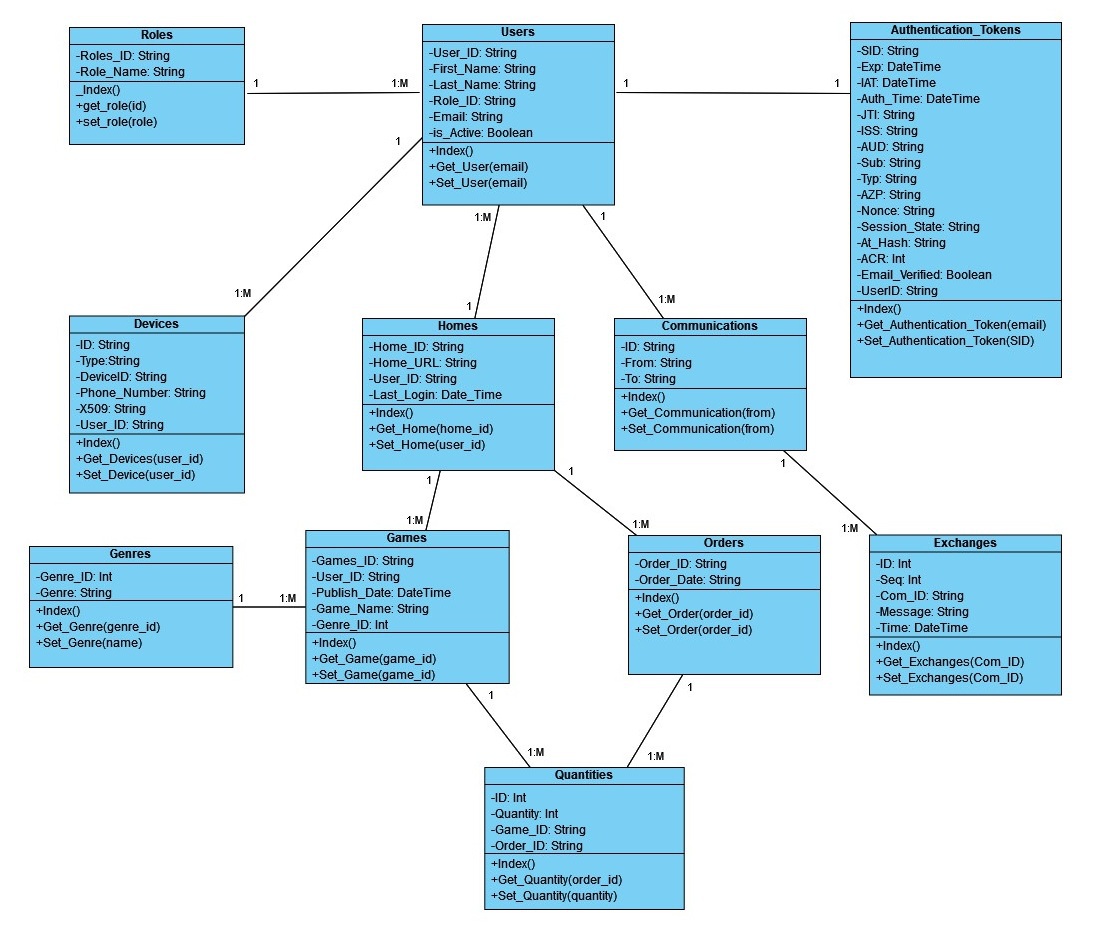 Roles
-Roles_ID: String
-Role_Name: String
_Index()
+get_role(id)
+set_role(role)
1
1:M
Users
-User_ID: String
-First_Name: String
-Last_Name: String
-Role_ID: String
-Email: String
-is_Active: Boolean
+Index()
+Get_User(email)
+Set_User(email)
1
1
Authentication_Tokens
-SID: String
-Exp: DateTime
-IAT: DateTime
-Auth_Time: DateTime
-JTI: String
-ISS: String
-AUD: String
-Sub: String
-Typ: String
-AZP: String
-Nonce: String
-Session_State: String
-At_Hash: String
-ACR: Int
-Email_Verified: Boolean
-UserID: String
+Index()
+Get_Authentication_Token(email)
+Set_Authentication_Token(SID)
1
1:M
1:M
1
1
1:M
Devices
-ID: String
-Type:String
-DeviceID: String
-Phone_Number: String
-X509: String
-User_ID: String
+Index()
+Get_Devices(user_id)
+Set_Device(user_id)
Homes
-Home_ID: String
-Home_URL: String
-User_ID: String
-Last_Login: Date_Time
+Index()
+Get_Home(home_id)
+Set_Home(user_id)
Communications
-ID: String
-From: String
-To: String
+Index()
+Get_Communication(from)
+Set_Communication(from)
1
1:M
1
1:M
1
1:M
Genres
-Genre_ID: Int
-Genre: String
+Index()
+Get_Genre(genre_id)
+Set_Genre(name)
1
1:M
Games
-Games_ID: String
-User_ID: String
-Publish_Date: DateTime
-Game_Name: String
-Genre_ID: Int
+Index()
+Get_Game(game_id)
+Set_Game(game_id)
Orders
-Order_ID: String
-Order_Date: String
+Index()
+Get_Order(order_id)
+Set_Order(order_id)
Exchanges
-ID: Int
-Seq: Int
-Com_ID: String
-Message: String
-Time: DateTime
+Index()
+Get_Exchanges(Com_ID)
+Set_Exchanges(Com_ID)
1
1:M
1
1:M
Quantities
-ID: Int
-Quantity: Int
-Game_ID: String
-Order_ID: String
+Index()
+Get_Quantity(order_id)
+Set_Quantity(quantity)